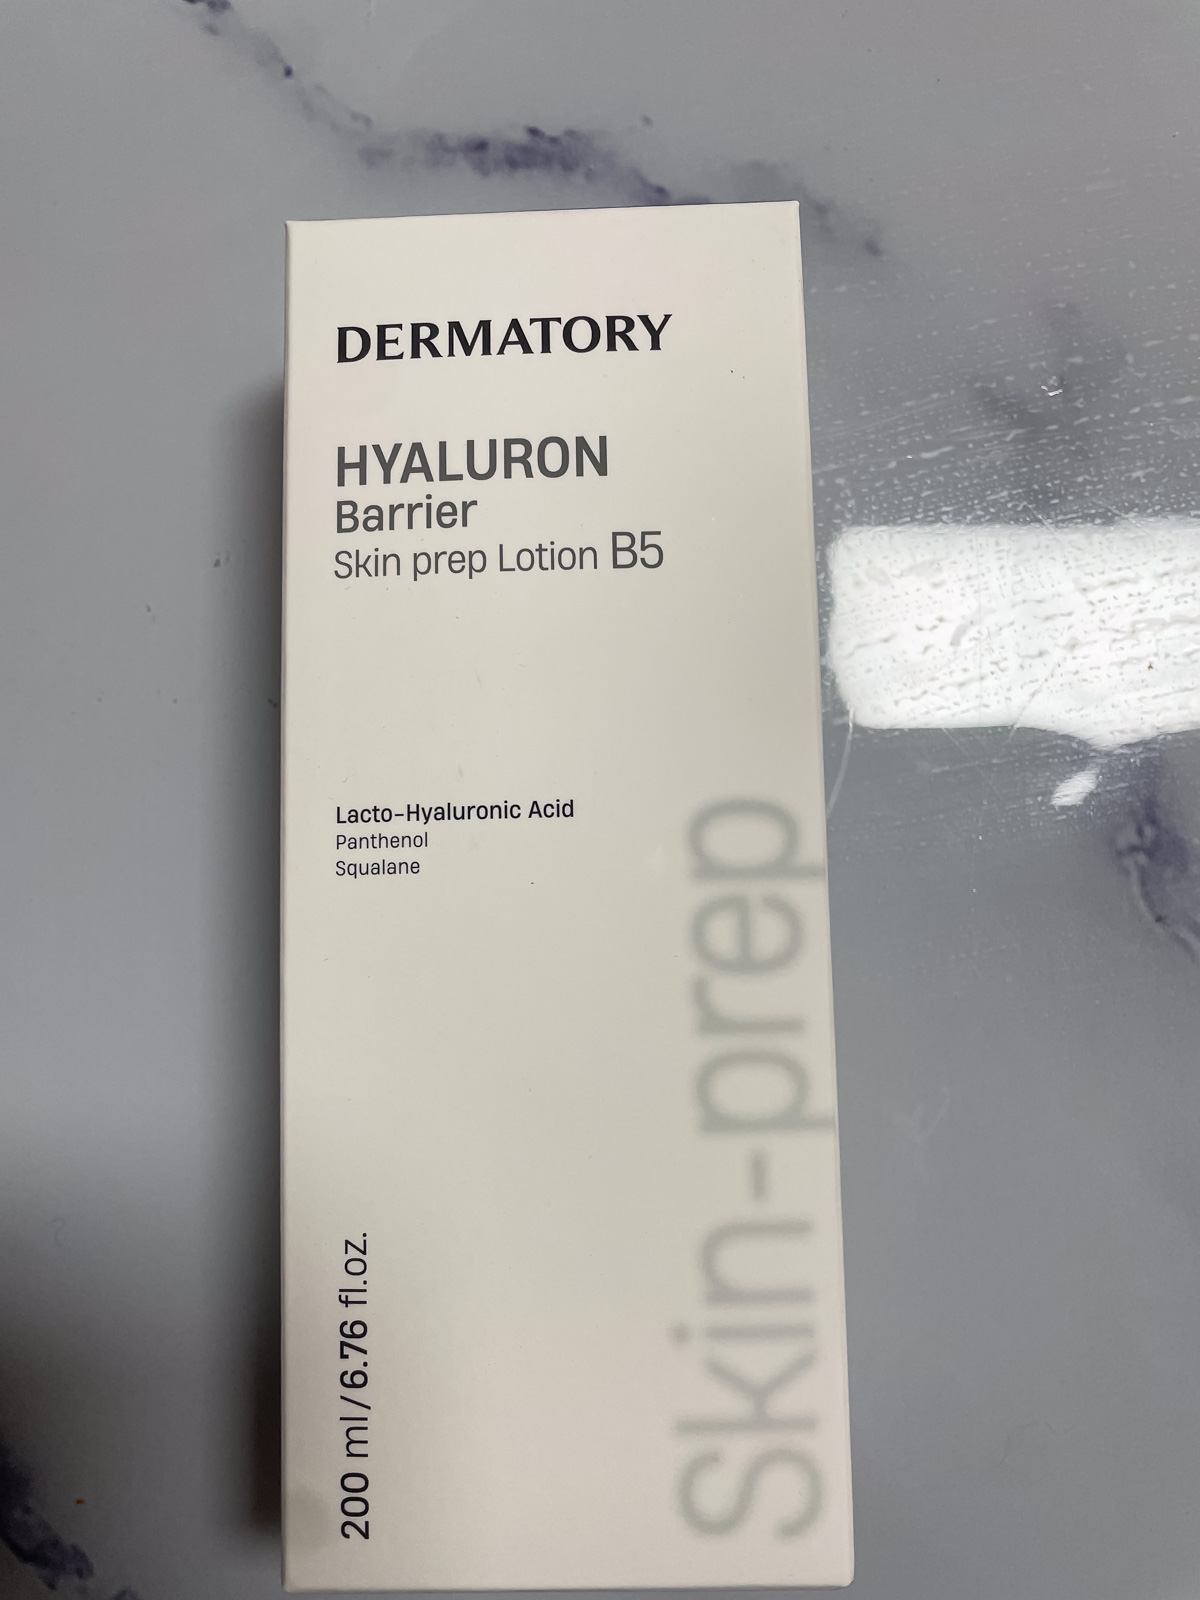 DERMATORY
HYALURON
Barrier
Skin prep Lotion B5
Lacto-Hyaluronic Acid
Panthenol
Squalane
Skin-prep
200 ml/6.76 fl.oz.